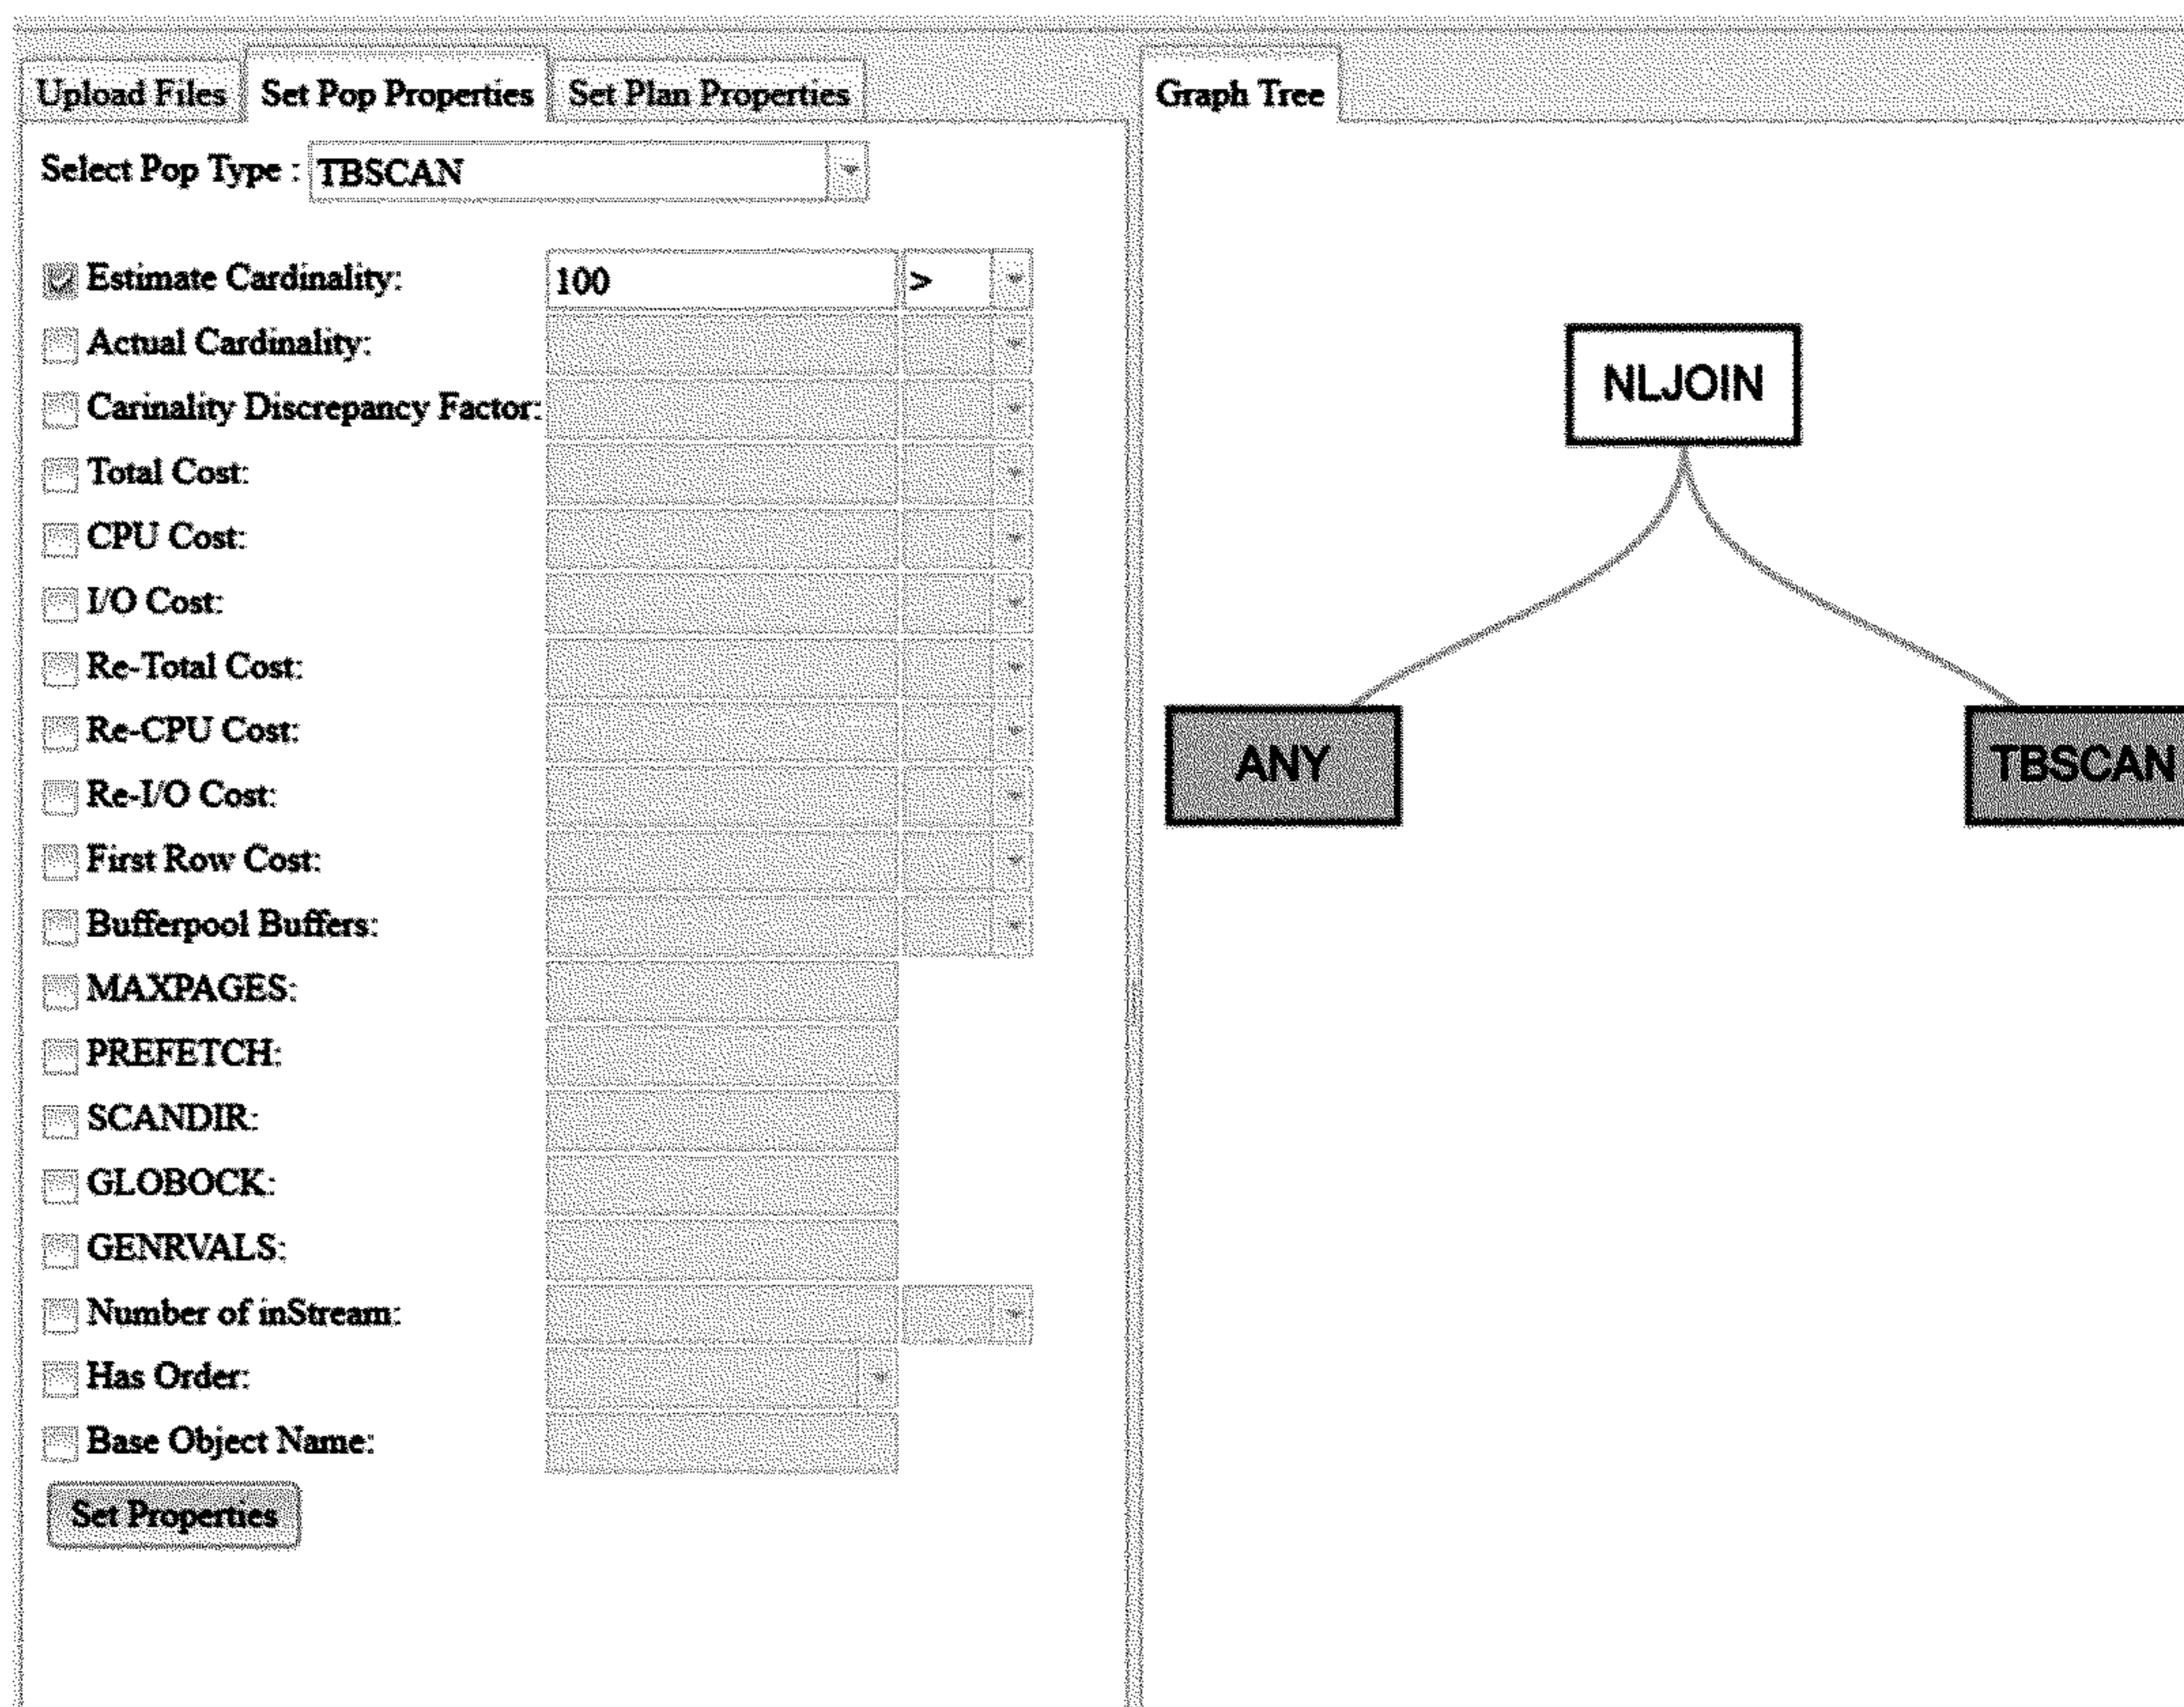 Upload Files Set Pop Properties Set Plan Properties
Select Pop Type : TBSCAN
Estimate Cardinality: 100 >
Actual Cardinality:
Carinality Discrepancy Factor:
Total Cost:
CPU Cost:
I/O Cost:
Re-Total Cost:
Re-CPU Cost:
Re-I/O Cost:
First Row Cost:
Bufferpool Buffers:
MAXPAGES:
PREFETCH:
SCANDIR:
GLOBOCK:
GENRVALS:
Number of inStream:
Has Order:
Base Object Name:
Set Properties
Graph Tree
NLJOIN
ANY TBSCAN